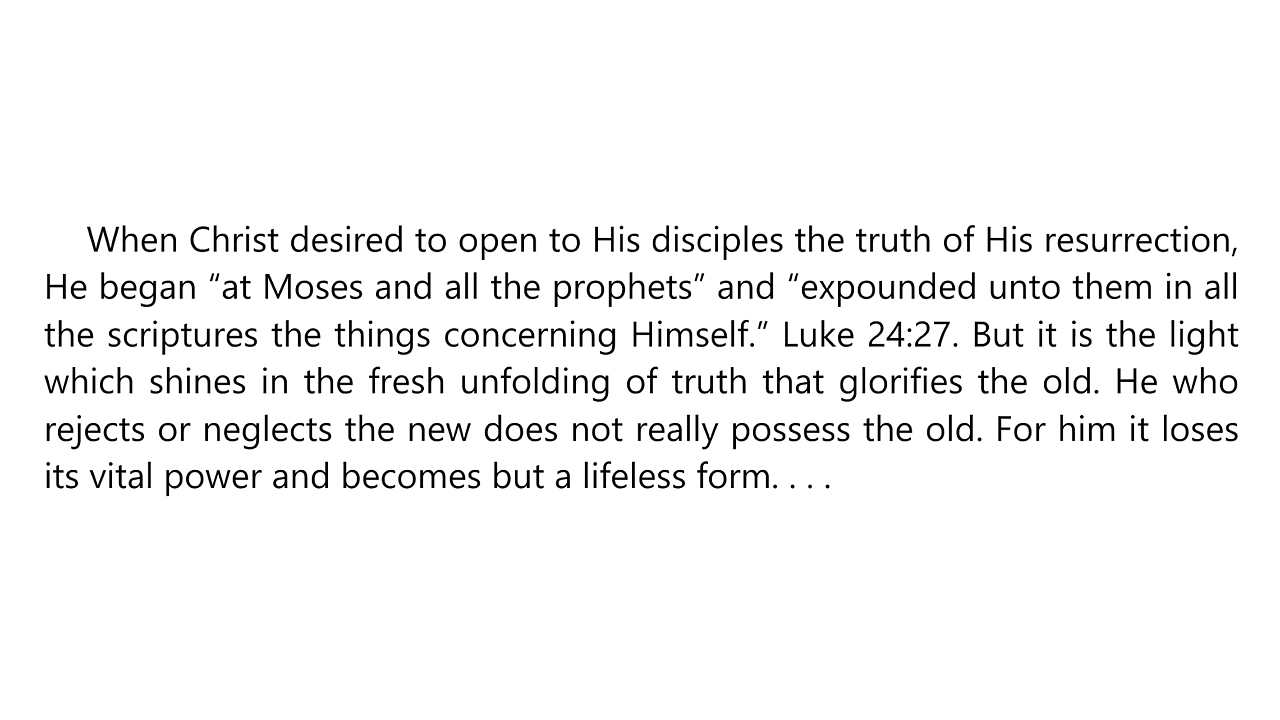 When Christ desired to open to His disciples the truth of His resurrection,
He began “at Moses and all the prophets” and “expounded unto them in all
the scriptures the things concerning Himself.” Luke 24:27. But it is the light
which shines in the fresh unfolding of truth that glorifies the old. He who
rejects or neglects the new does not really possess the old. For him it loses
its vital power and becomes but a lifeless form. . . .